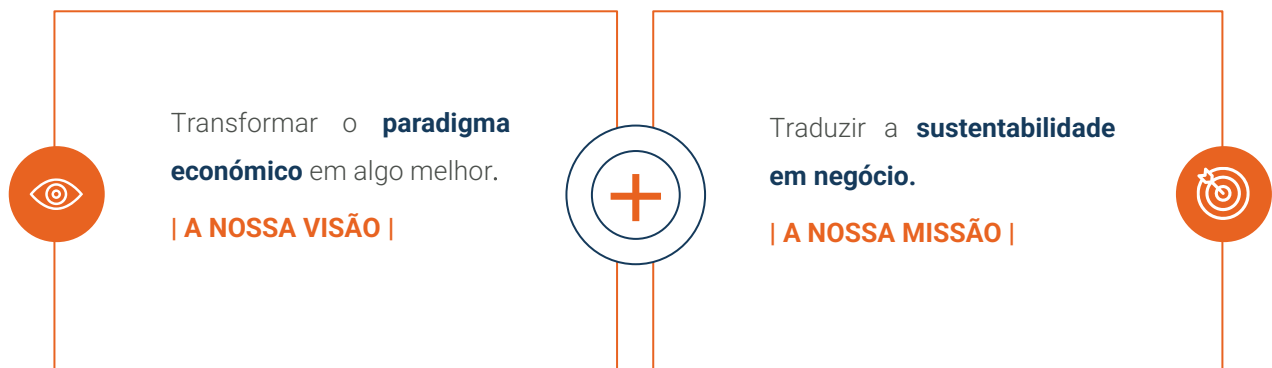 Transformar o paradigma
económico em algo melhor.
| A NOSSA VISÃO |
Traduzir a sustentabilidade
em negócio.
| A NOSSA MISSÃO |